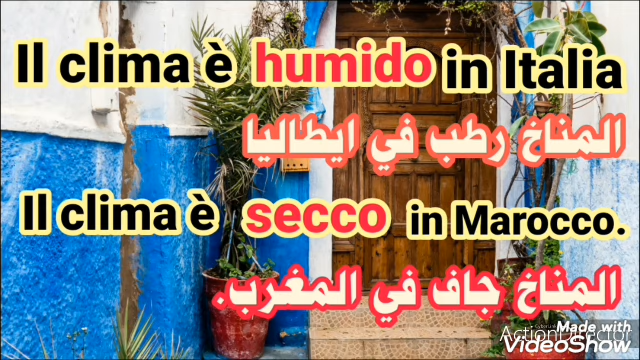 Il clima è humido in Italia
المناخ رطب في ايطاليا
Il clima è secco in Marocco.
المناخ جاف في المغرب.
Made with
ActionDirector
VideoShow